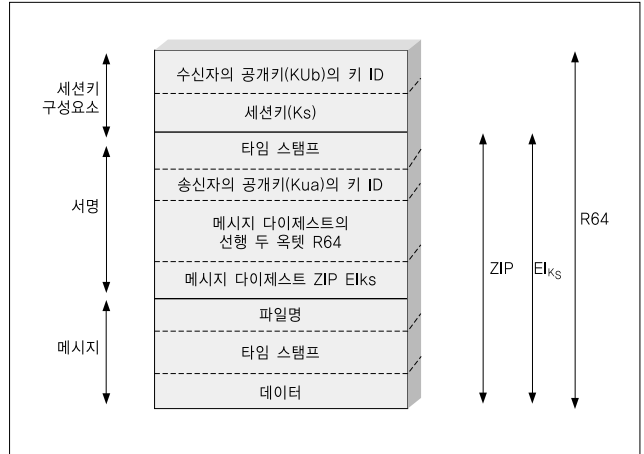 세션키
구성요소
서명
메시지
수신자의 공개키(KUb)의 키 ID
세션키(Ks)
타임 스탬프
송신자의 공개키(Kua)의 키 ID
메시지 다이제스트의
선행 두 옥텟 R64
메시지 다이제스트 ZIP EIks
파일명
타임 스탬프
데이터
ZIP
EIKS
R64